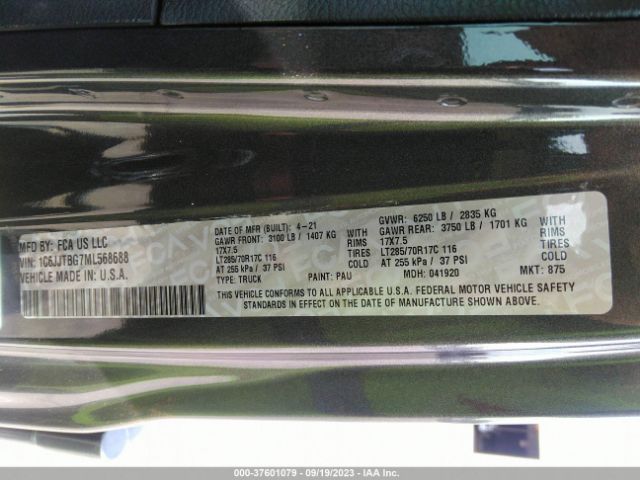 MFD BY: FCA US LLC
VIN: 1C6JJTBG7ML568688
VEHICLE MADE IN U.S.A.
DATE OF MFR (BUILT): 4-21
GAWR FRONT: 3100 LB / 1407 KG WITH
17X7.5 RIMS
LT285/70R17C 116 TIRES
AT 255 kPa / 37 PSI COLD
TYPE: TRUCK PAINT: PAU
GVWR: 6250 LB / 2835 KG
GAWR REAR: 3750 LB / 1701 KG WITH
17X7.5 RIMS
LT285/70R17C 116 TIRES
AT 255 kPa / 37 PSI COLD
MDH: 041920 MKT: 875
THIS VEHICLE CONFORMS TO ALL APPLICABLE U.S.A. FEDERAL MOTOR VEHICLE SAFETY
STANDARDS IN EFFECT ON THE DATE OF MANUFACTURE SHOWN ABOVE.
000-37601079 - 09/19/2023 - IAA Inc.